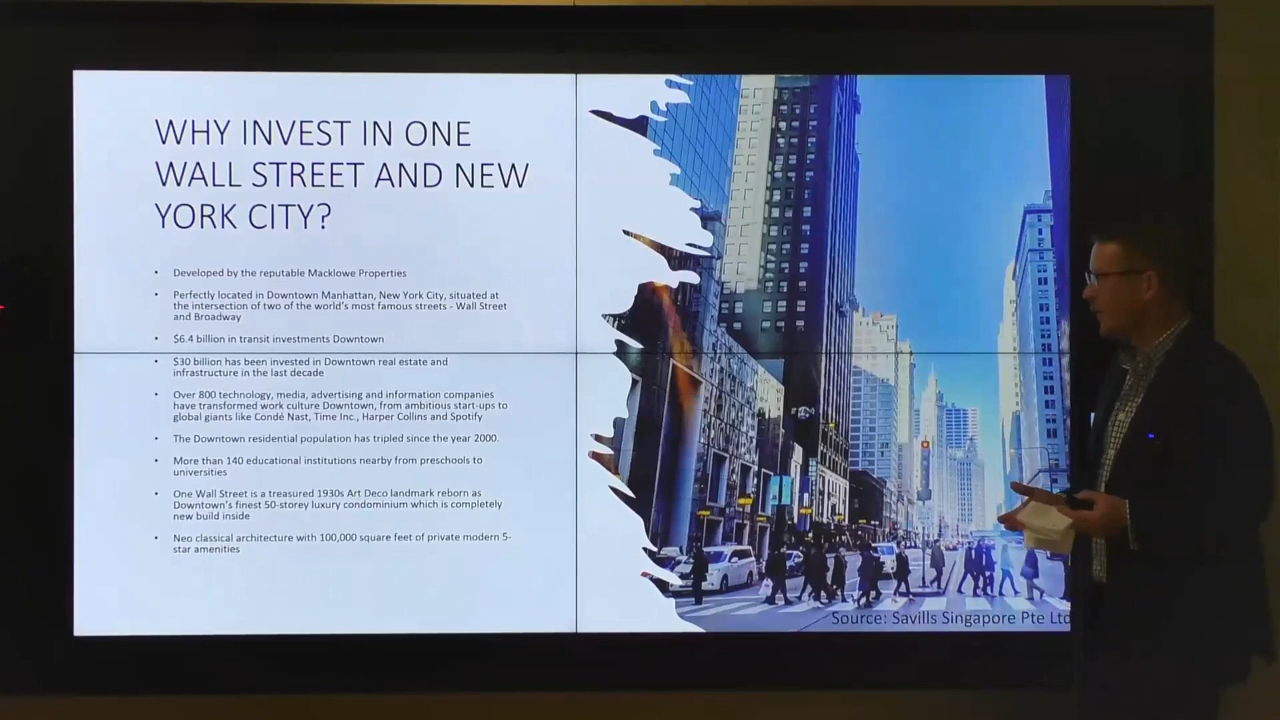 WHY INVEST IN ONE
WALL STREET AND NEW
YORK CITY?
• Developed by the reputable Macklowe Properties
• Perfectly located in Downtown Manhattan, New York City, situated at
the intersection of two of the world's most famous streets - Wall Street
and Broadway
• $6.4 billion in transit investments Downtown
• $30 billion has been invested in Downtown real estate and
infrastructure in the last decade
• Over 800 technology, media, advertising and information companies
have transformed work culture Downtown, from ambitious start-ups to
global giants like Condé Nast, Time Inc., Harper Collins and Spotify
• The Downtown residential population has tripled since the year 2000.
• More than 140 educational institutions nearby from preschools to
universities
• One Wall Street is a treasured 1930s Art Deco landmark reborn as
Downtown's finest 50-storey luxury condominium which is completely
new build inside
• Neo classical architecture with 100,000 square feet of private modern 5-
star amenities
Source: Savills Singapore Pte Ltd